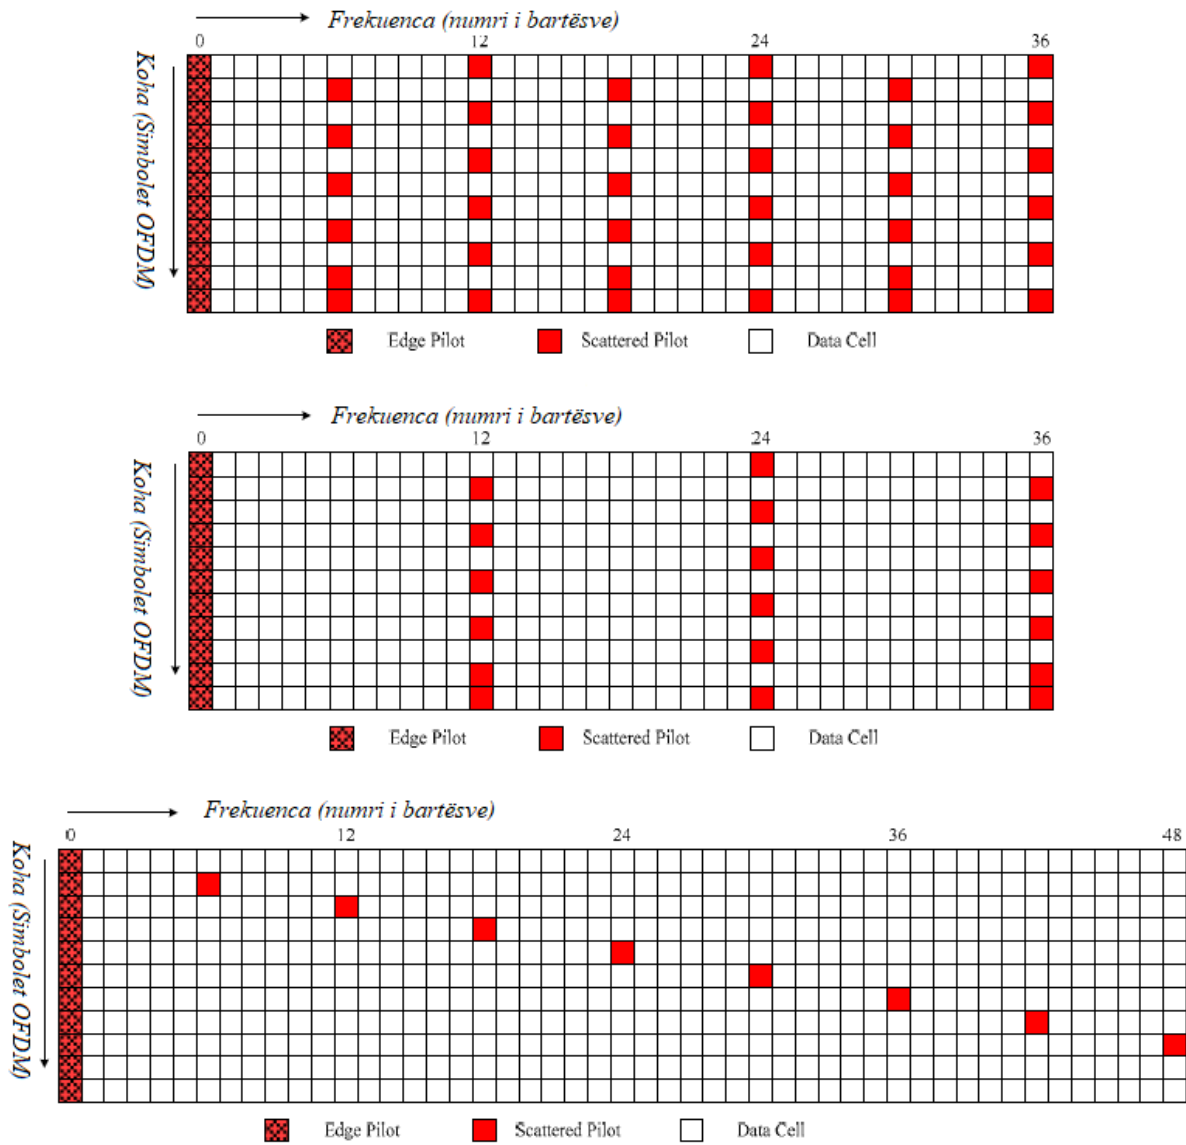 Frekuenca (numri i bartësve)
0 12 24 36
Koha (Simbolet OFDM)
Edge Pilot Scattered Pilot Data Cell
Frekuenca (numri i bartësve)
0 12 24 36
Koha (Simbolet OFDM)
Edge Pilot Scattered Pilot Data Cell
Frekuenca (numri i bartësve)
0 12 24 36 48
Koha (Simbolet OFDM)
Edge Pilot Scattered Pilot Data Cell